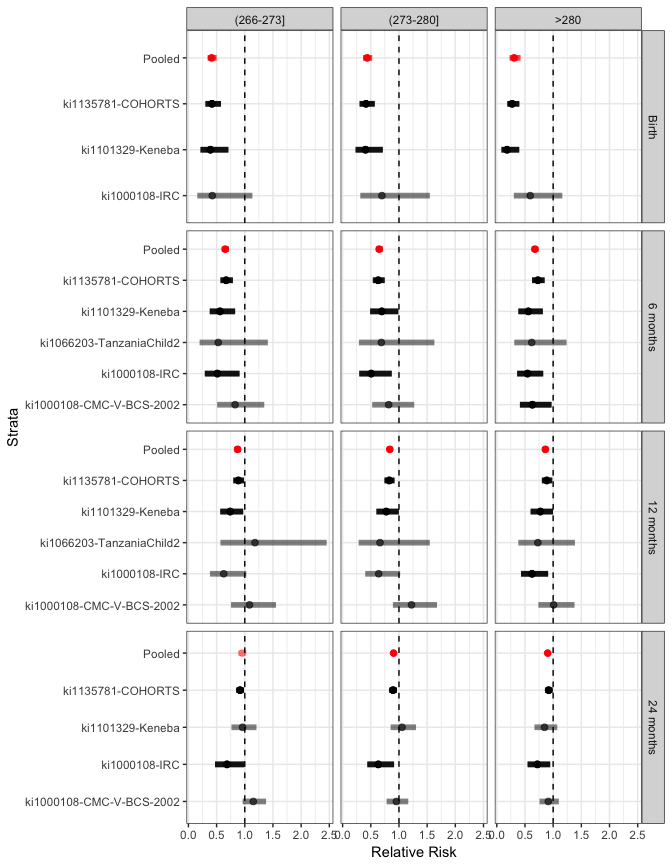 (266-273]
(273-280]
>280
Pooled
ki1135781-COHORTS
ki1101329-Keneba
ki1000108-IRC
Birth
Pooled
ki1135781-COHORTS
ki1101329-Keneba
ki1066203-TanzaniaChild2
ki1000108-IRC
ki1000108-CMC-V-BCS-2002
6 months
Strata
Pooled
ki1135781-COHORTS
ki1101329-Keneba
ki1066203-TanzaniaChild2
ki1000108-IRC
ki1000108-CMC-V-BCS-2002
12 months
Pooled
ki1135781-COHORTS
ki1101329-Keneba
ki1000108-IRC
ki1000108-CMC-V-BCS-2002
24 months
0.0 0.5 1.0 1.5 2.0 2.5
0.0 0.5 1.0 1.5 2.0 2.5
0.0 0.5 1.0 1.5 2.0 2.5
Relative Risk